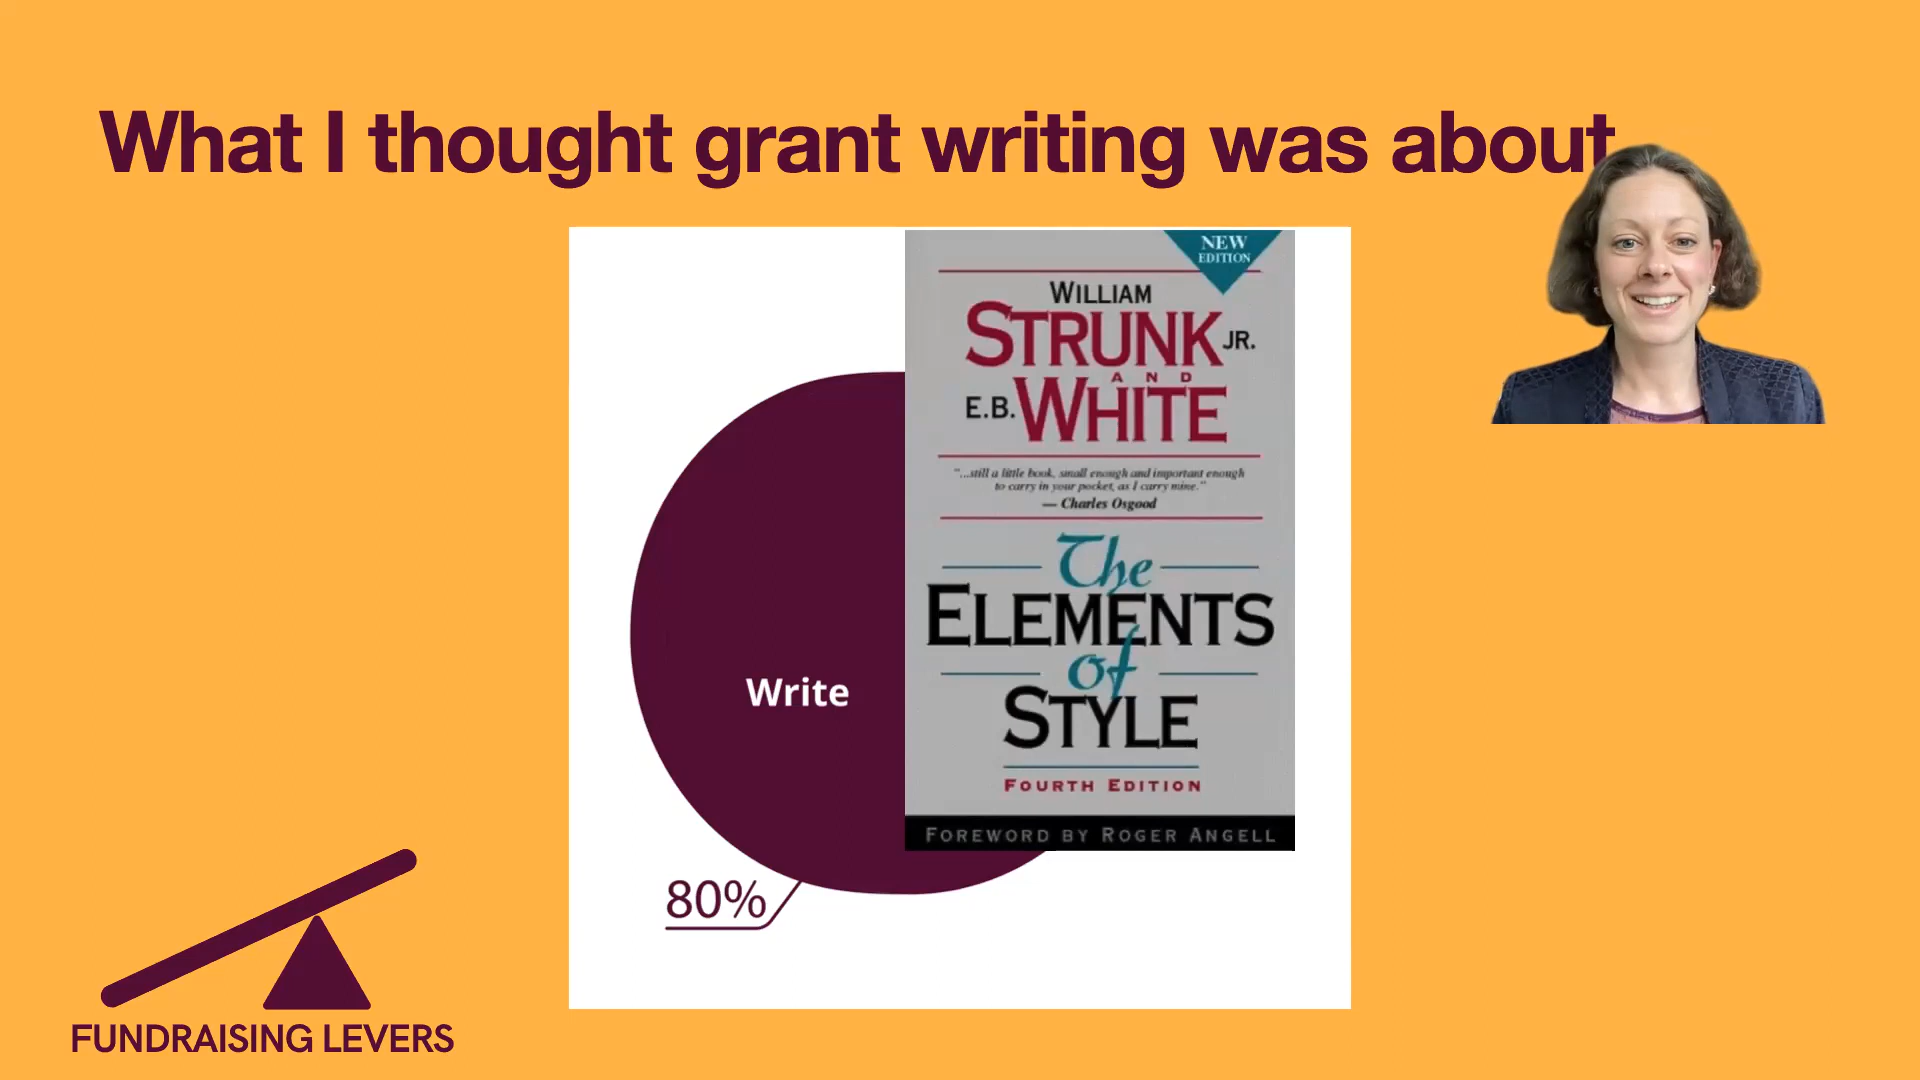 What I thought grant writing was about
NEW
EDITION
WILLIAM
STRUNK JR.
AND
E.B. WHITE
"...still a little book, small enough and important enough
to carry in your pocket, as I carry mine."
— Charles Osgood
The
ELEMENTS
of
STYLE
FOURTH EDITION
FOREWORD BY ROGER ANGELL
Write
80%
FUNDRAISING LEVERS